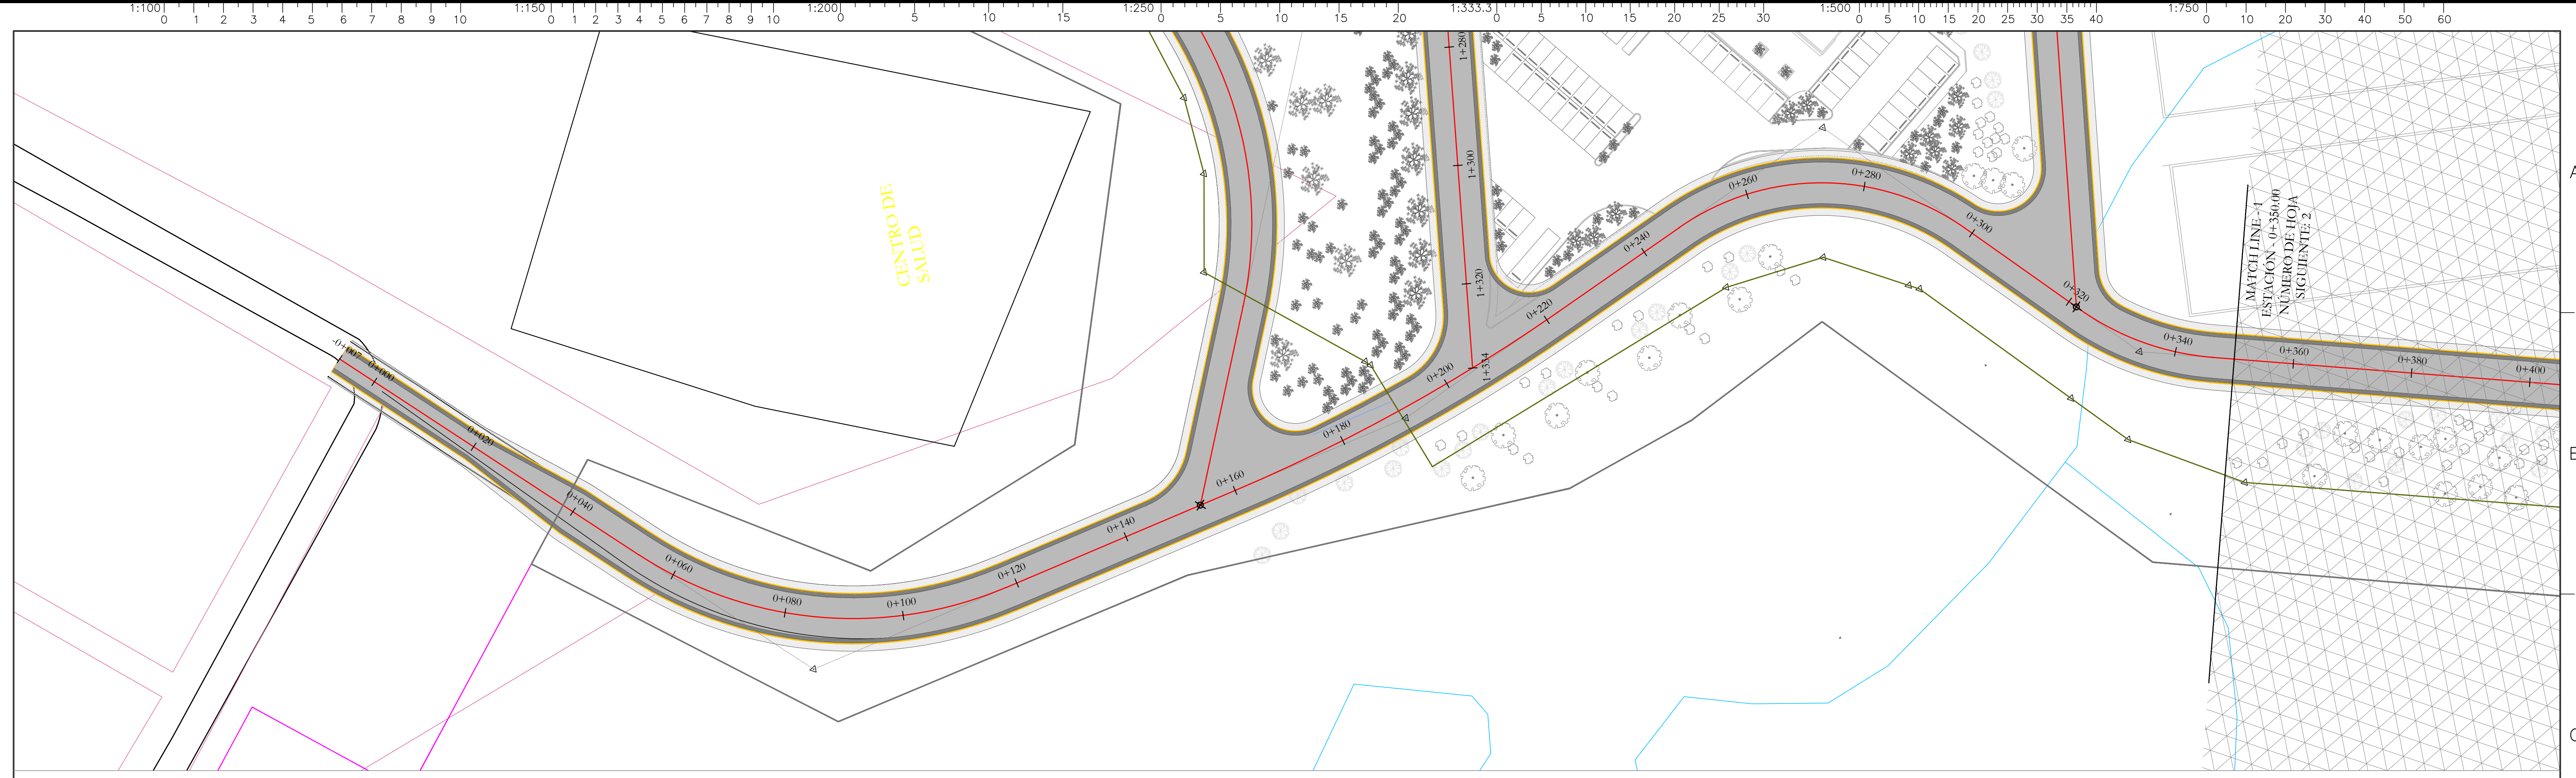 1:100 0 1 2 3 4 5 6 7 8 9 10
1:150 0 1 2 3 4 5 6 7 8 9 10
1:200 0 5 10 15
1:250 0 5 10 15 20
1:333.3 0 5 10 15 20 25 30
1:500 0 5 10 15 20 25 30 35 40
1:750 0 10 20 30 40 50 60
CENTRO DE
SALUD
-0+007
0+000
0+020
0+040
0+060
0+080
0+100
0+120
0+140
0+160
0+180
0+200
0+220
0+240
0+260
0+280
0+300
0+320
0+340
0+360
0+380
0+400
1+280
1+300
1+320
1+334
MATCH LINE - 1
ESTACIÓN - 0+350.00
NÚMERO DE HOJA
SIGUIENTE: 2